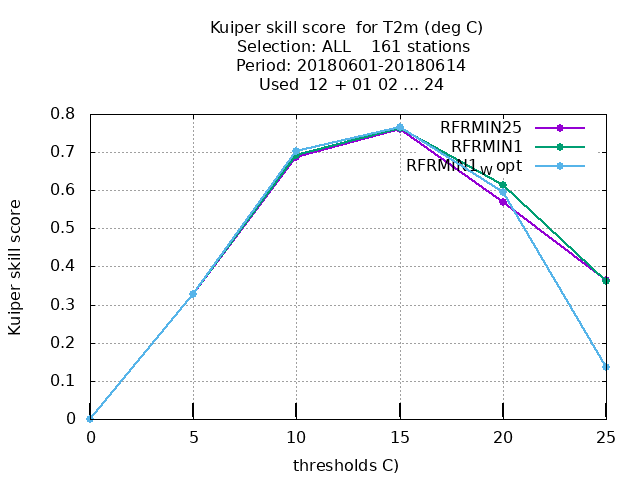 Kuiper skill score for T2m (deg C)
Selection: ALL 161 stations
Period: 20180601-20180614
Used 12 + 01 02 ... 24
RFRMIN25
RFRMIN1
RFRMIN1W opt
Kuiper skill score
0.8
0.7
0.6
0.5
0.4
0.3
0.2
0.1
0
0 5 10 15 20 25
thresholds C)